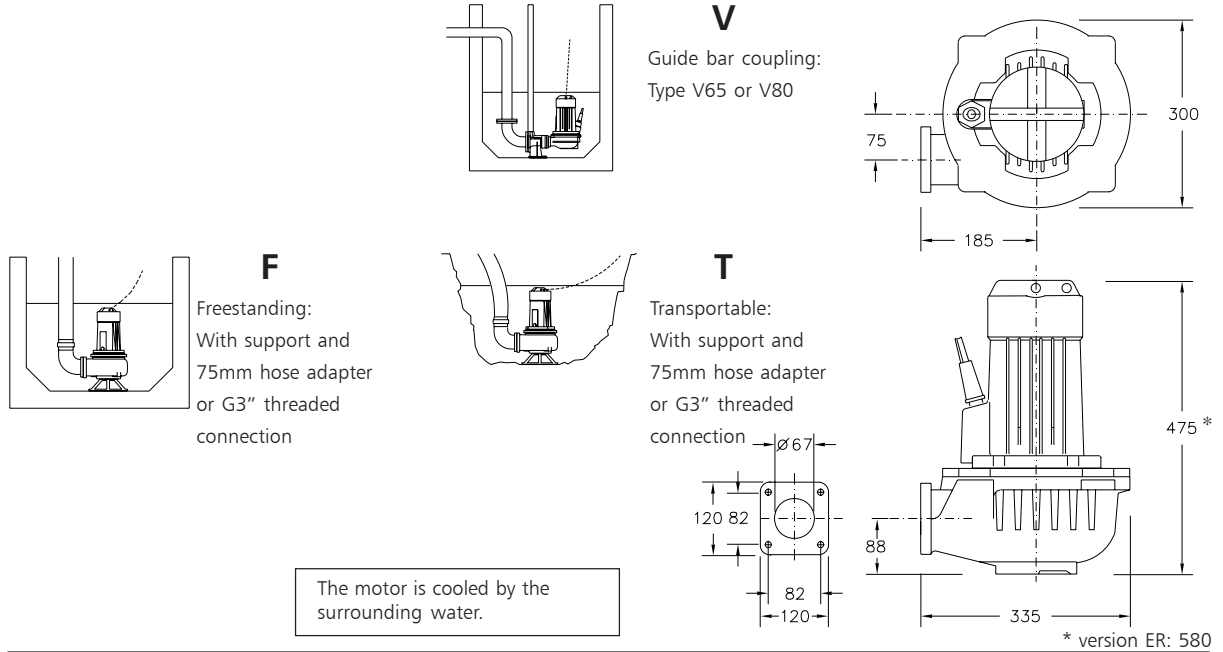 V
Guide bar coupling:
Type V65 or V80
75
300
185
F
Freestanding:
With support and
75mm hose adapter
or G3” threaded
connection
T
Transportable:
With support and
75mm hose adapter
or G3” threaded
connection
Ø67
120 82
82
120
475 *
88
335
The motor is cooled by the
surrounding water.
* version ER: 580